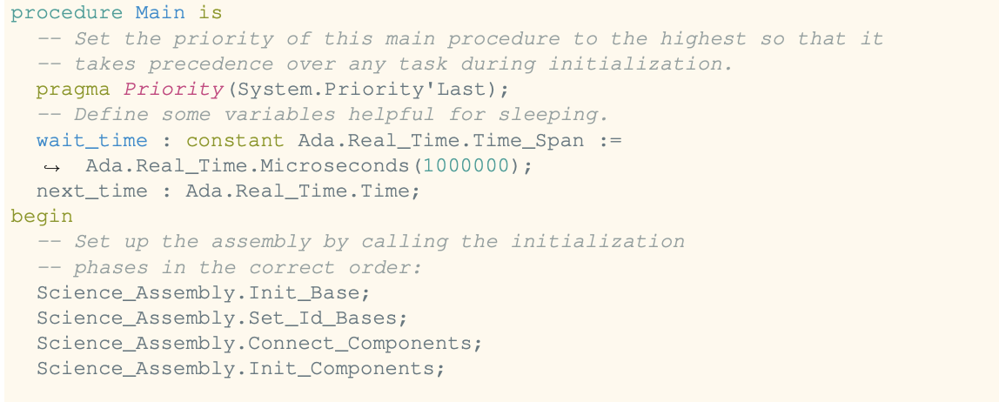 procedure Main is
-- Set the priority of this main procedure to the highest so that it
-- takes precedence over any task during initialization.
pragma Priority(System.Priority'Last);
-- Define some variables helpful for sleeping.
wait_time : constant Ada.Real_Time.Time_Span :=
↪ Ada.Real_Time.Microseconds(1000000);
next_time : Ada.Real_Time.Time;
begin
-- Set up the assembly by calling the initialization
-- phases in the correct order:
Science_Assembly.Init_Base;
Science_Assembly.Set_Id_Bases;
Science_Assembly.Connect_Components;
Science_Assembly.Init_Components;